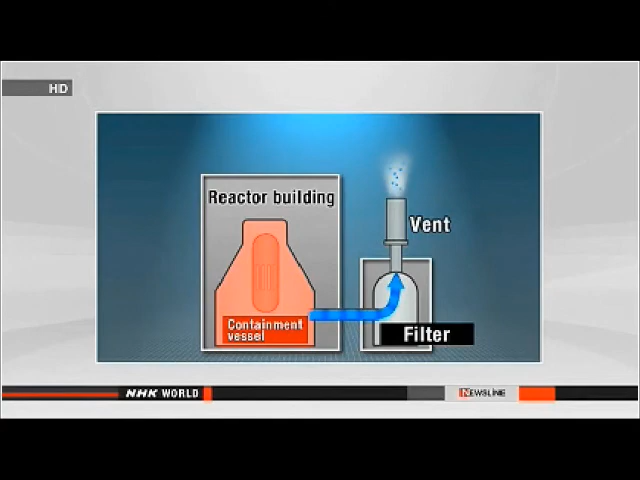 HD
Reactor building
Vent
Containment
vessel
Filter
NHK WORLD
NEWSLINE